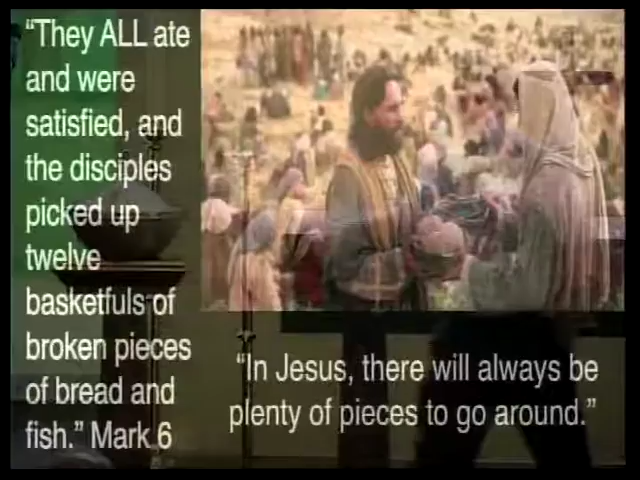 “They ALL ate
and were
satisfied, and
the disciples
picked up
twelve
basketfuls of
broken pieces
of bread and
fish.” Mark 6
“In Jesus, there will always be
plenty of pieces to go around.”